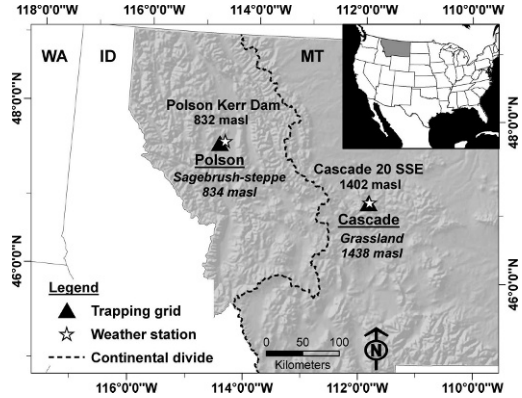 118°0'0"W 116°0'0"W 114°0'0"W 112°0'0"W 110°0'0"W
WA ID MT
48°0'0"N
48°0'0"N
Polson Kerr Dam
832 masl
Polson
Sagebrush-steppe
834 masl
Cascade 20 SSE
1402 masl
Cascade
Grassland
1438 masl
46°0'0"N
46°0'0"N
Legend
Trapping grid
Weather station
Continental divide
0 50 100
Kilometers
N
116°0'0"W 114°0'0"W 112°0'0"W 110°0'0"W